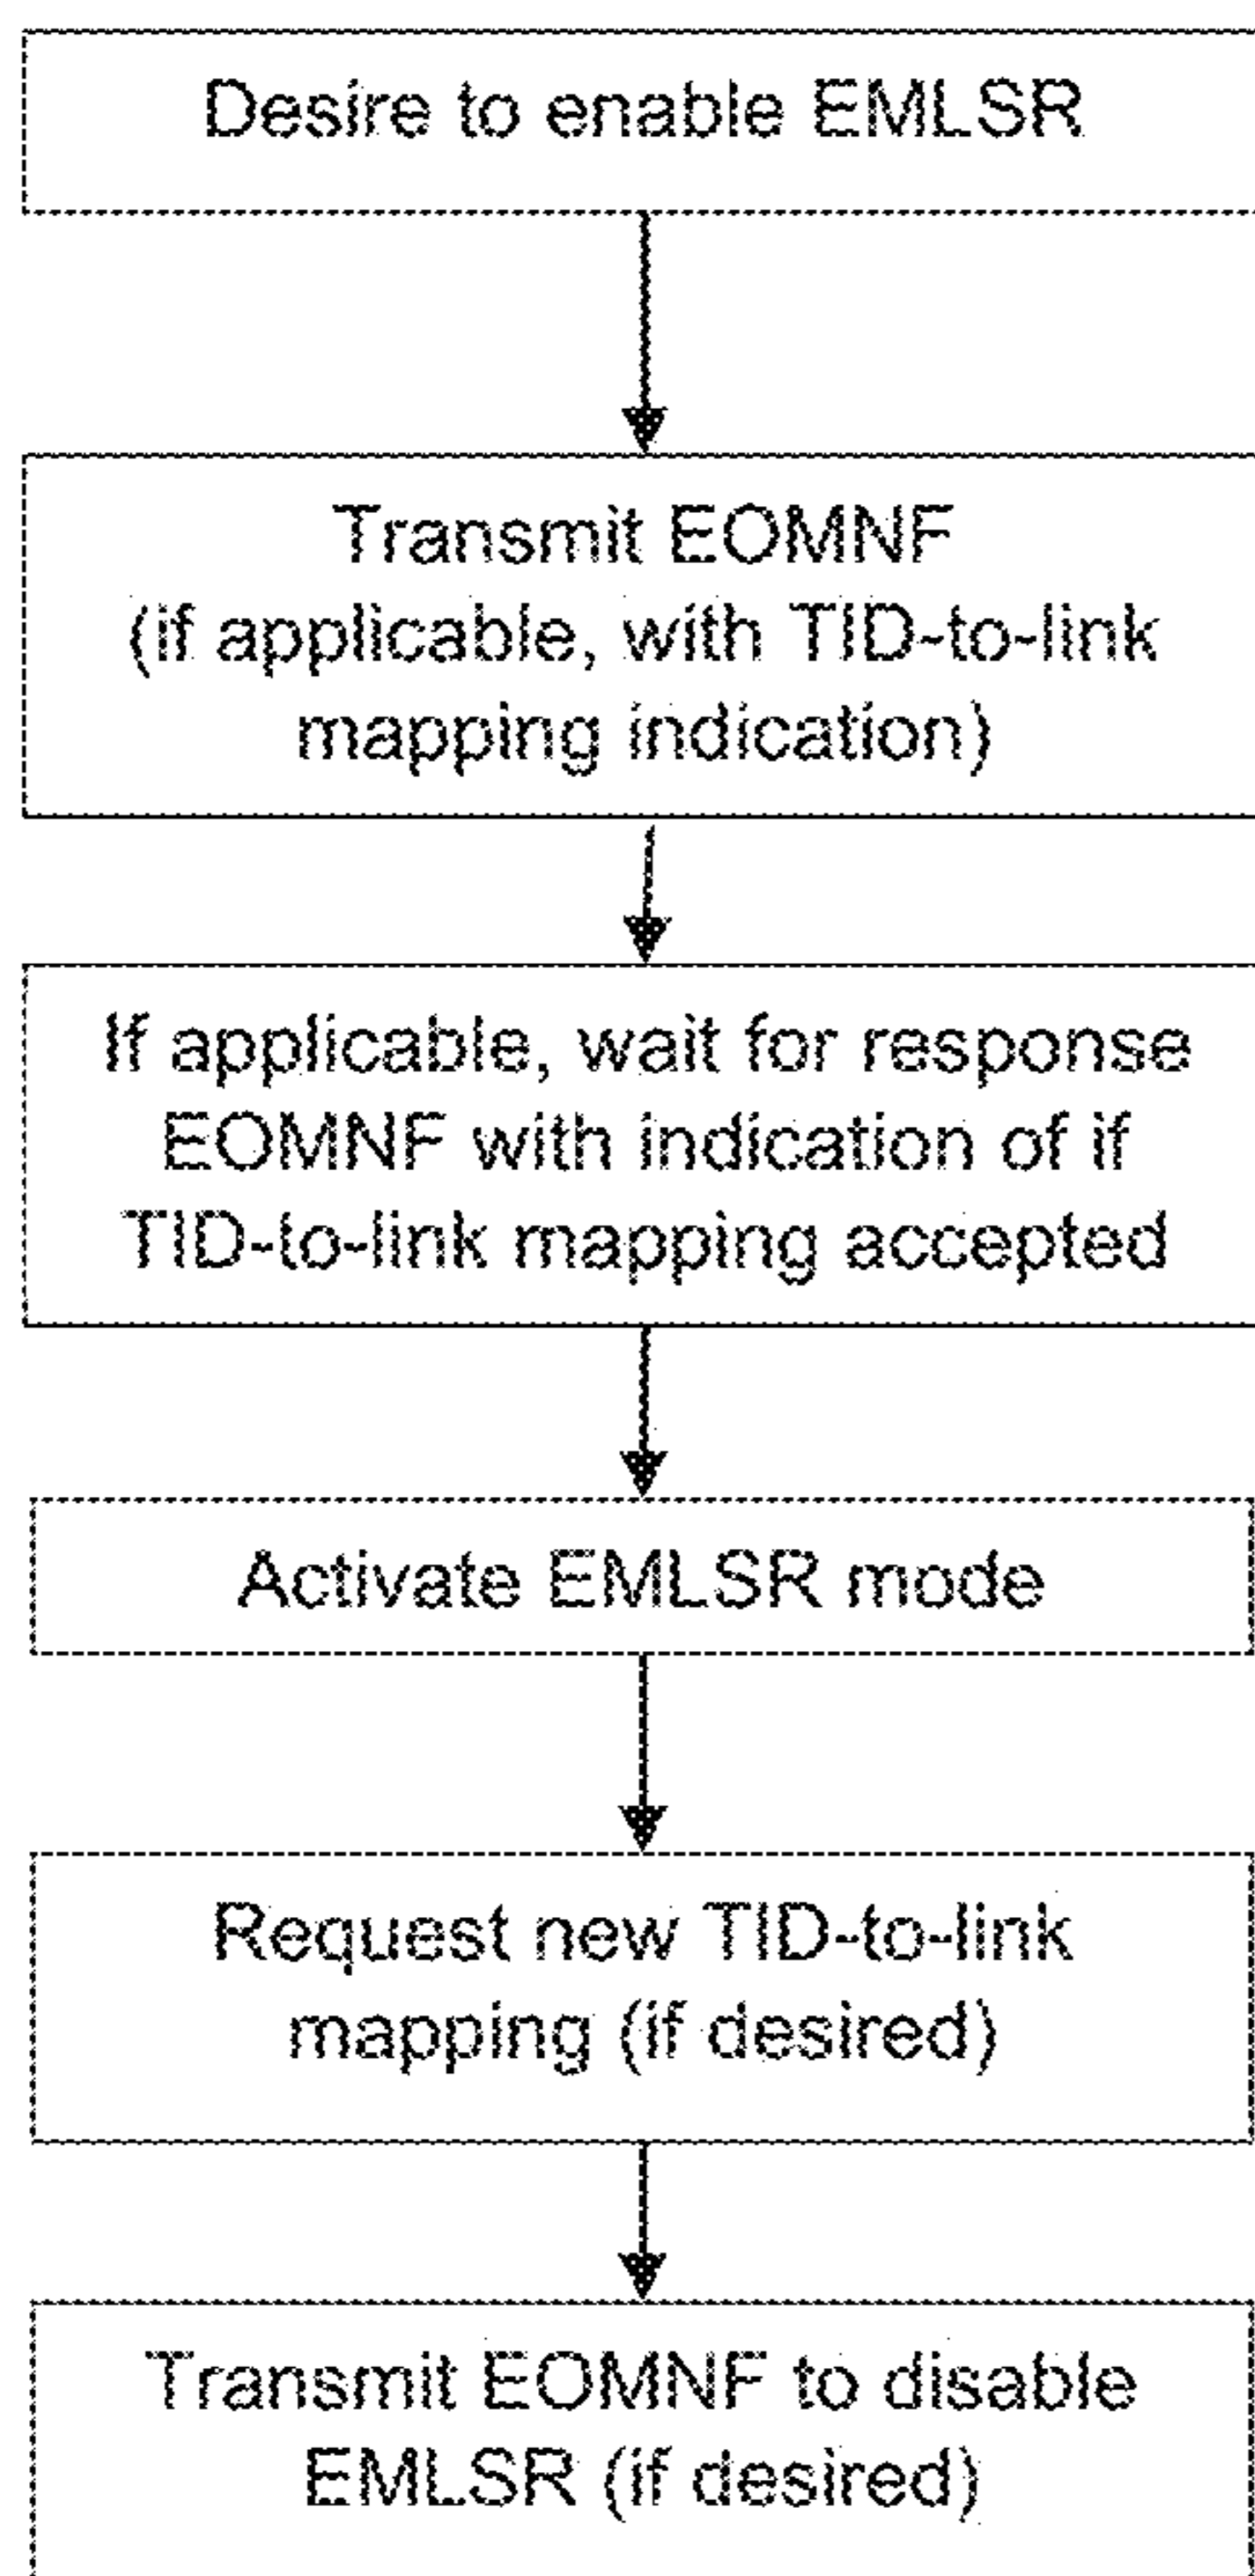 Desire to enable EMLSR
Transmit EOMNF
(if applicable, with TID-to-link
mapping indication)
If applicable, wait for response
EOMNF with indication of if
TID-to-link mapping accepted
Activate EMLSR mode
Request new TID-to-link
mapping (if desired)
Transmit EOMNF to disable
EMLSR (if desired)